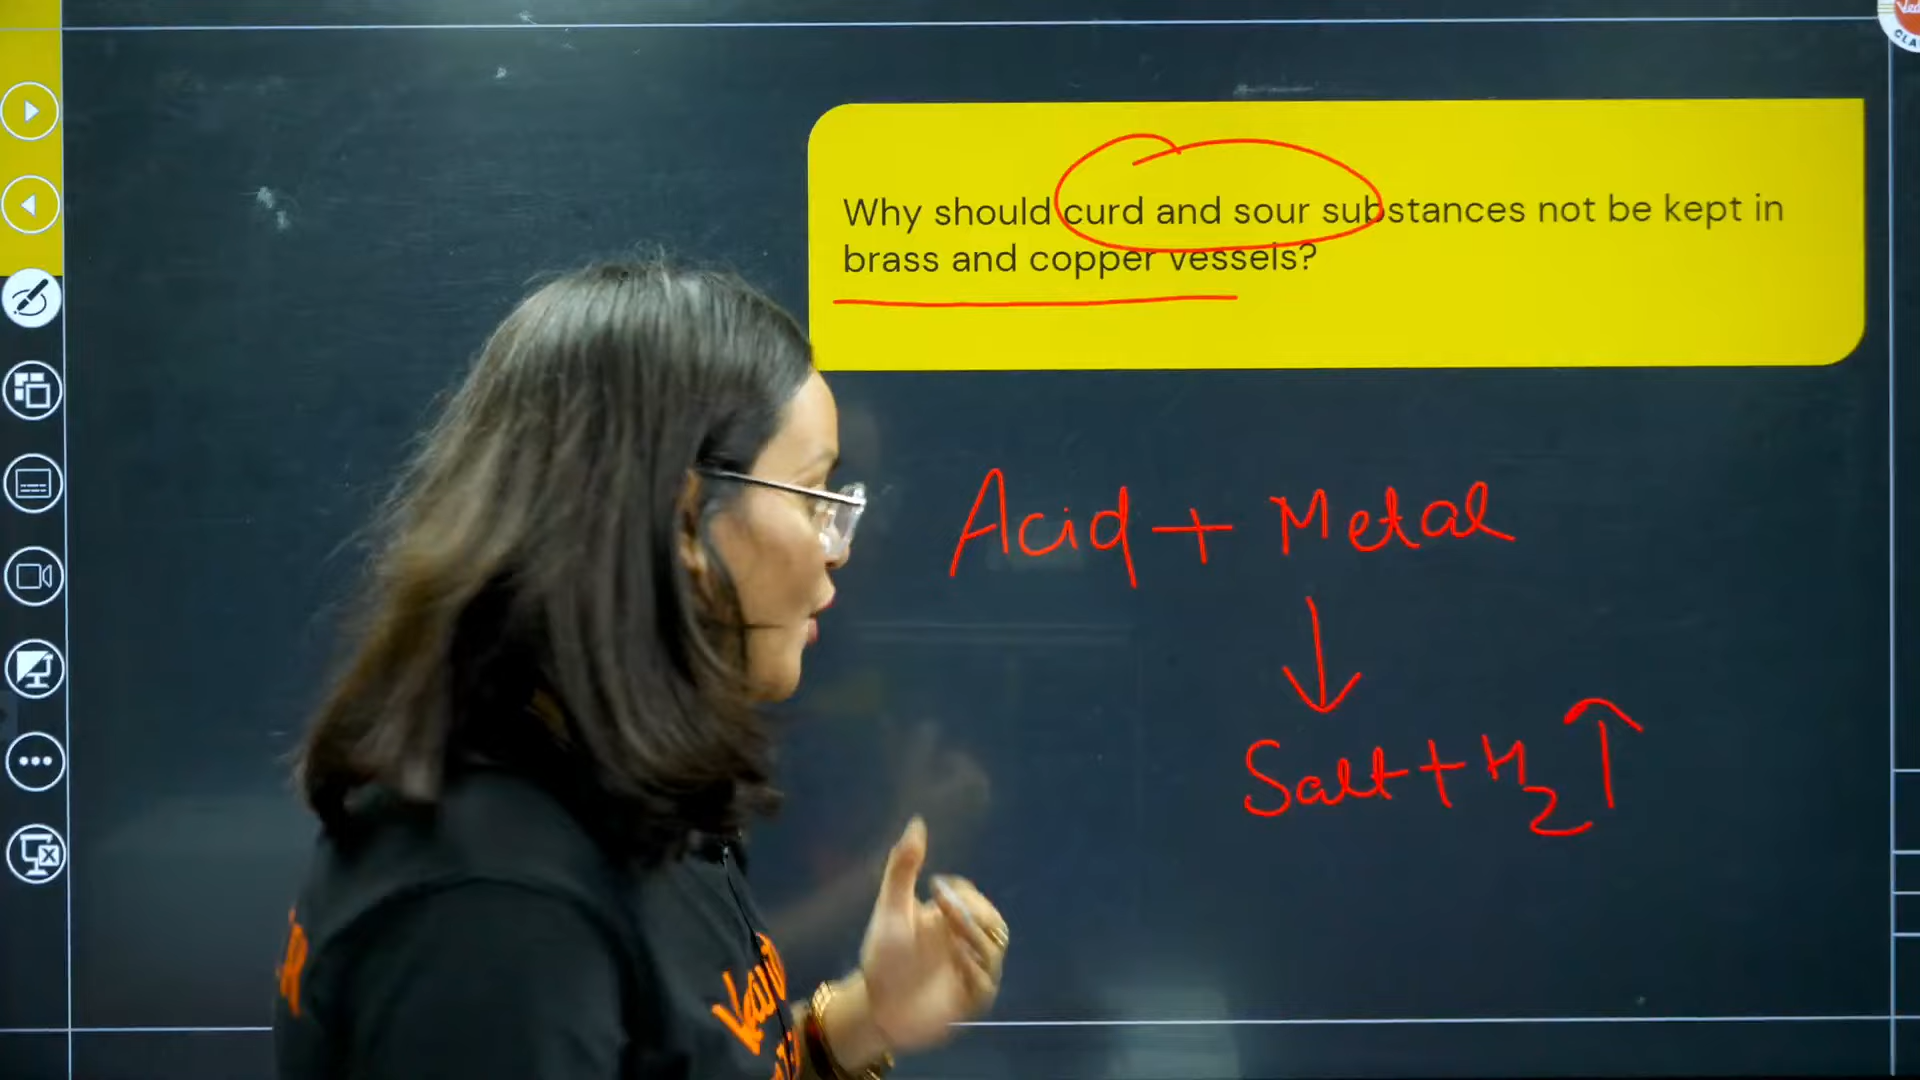 Why should curd and sour substances not be kept in
brass and copper vessels?
Acid + Metal
↓
Salt + H2↑